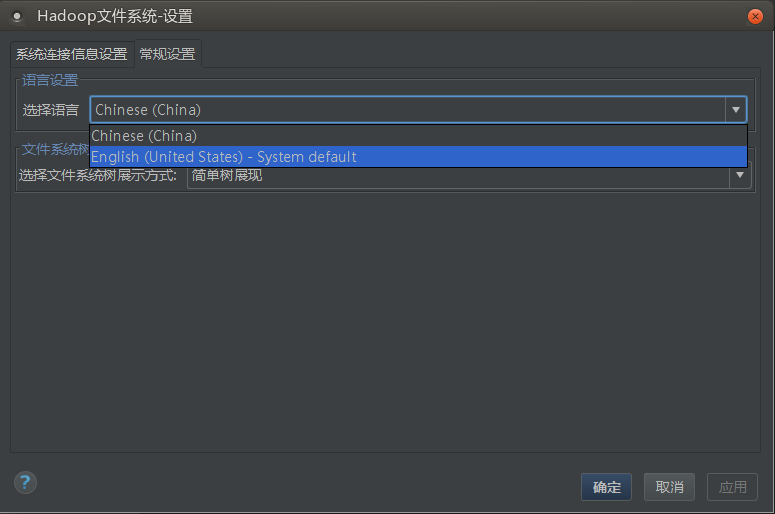 Hadoop文件系统-设置
系统连接信息设置 常规设置
语言设置
选择语言 Chinese (China)
Chinese (China)
文件系统树
English (United States) - System default
选择文件系统树展示方式: 简单树展现
?
确定 取消 应用